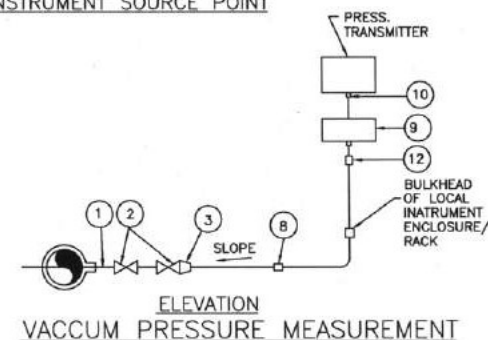 INSTRUMENT SOURCE POINT
PRESS.
TRANSMITTER
10
9
12
BULKHEAD
OF LOCAL
INATRUMENT
ENCLOSURE/
RACK
1
2
3
SLOPE
8
ELEVATION
VACCUM PRESSURE MEASUREMENT